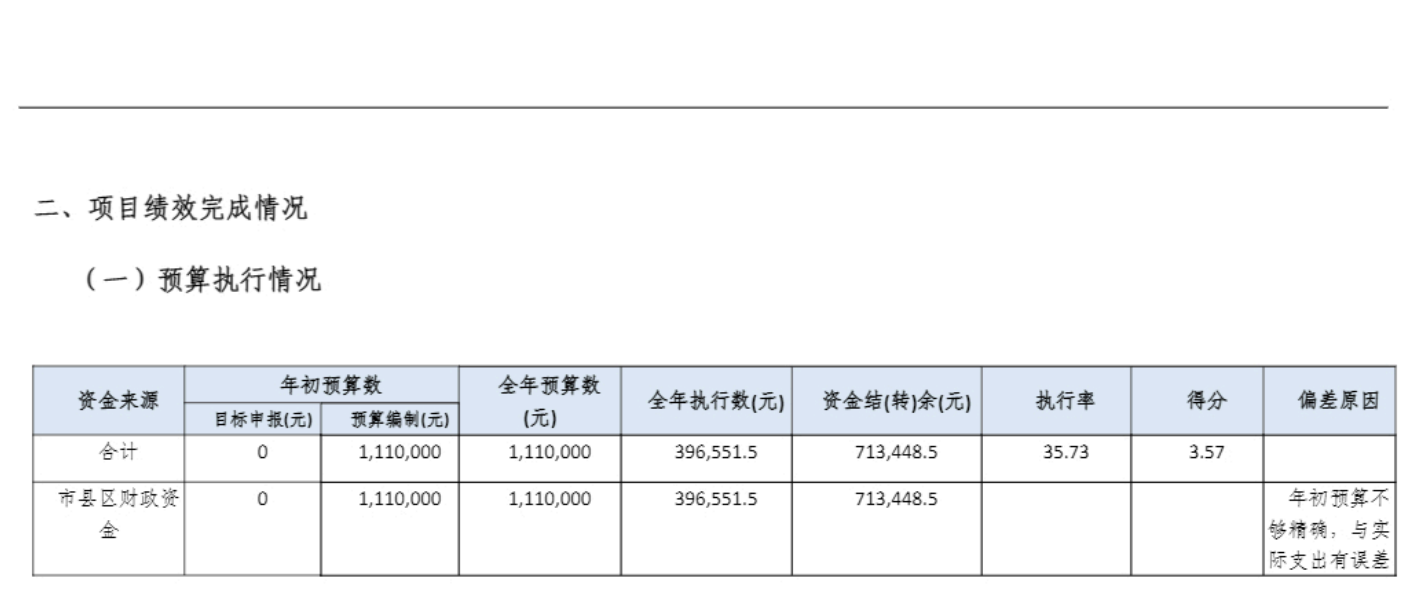 二、项目绩效完成情况
（一）预算执行情况
资金来源 年初预算数 全年预算数(元) 全年执行数(元) 资金结(转)余(元) 执行率 得分 偏差原因
目标申报(元) 预算编制(元)
合计 0 1,110,000 1,110,000 396,551.5 713,448.5 35.73 3.57
市县区财政资金 0 1,110,000 1,110,000 396,551.5 713,448.5 年初预算不够精确，与实际支出有误差